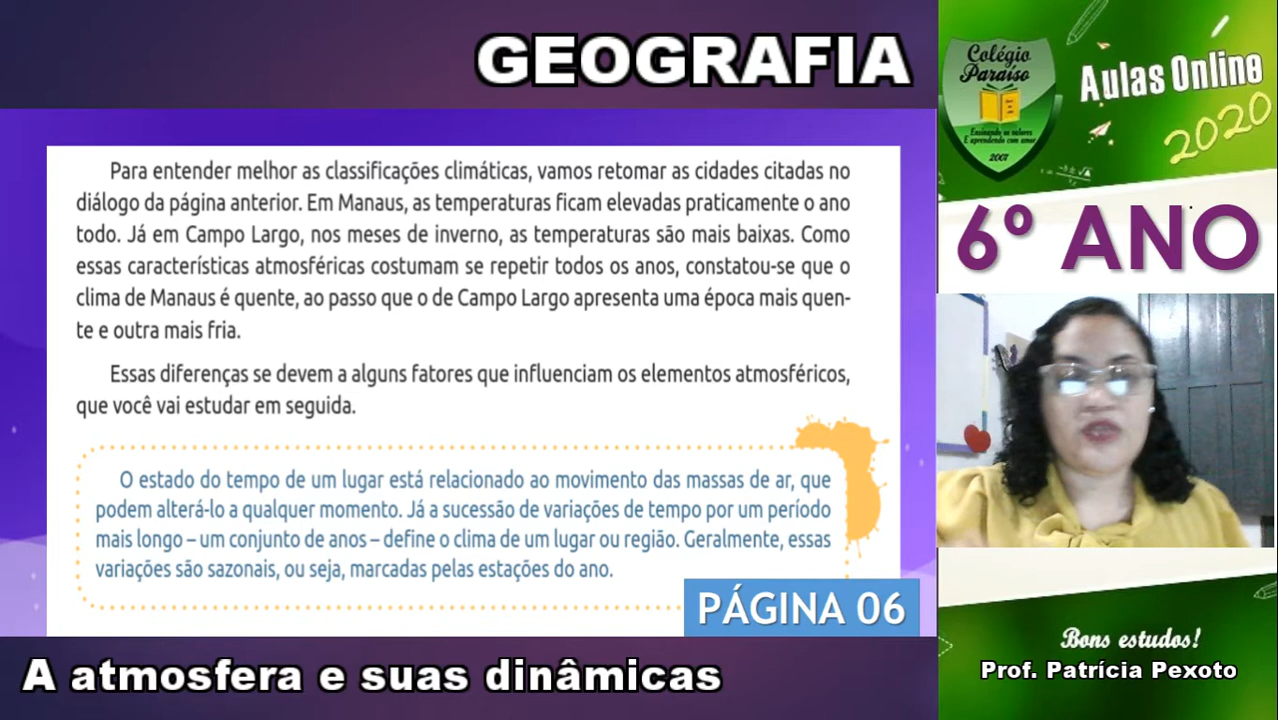 GEOGRAFIA
Para entender melhor as classificações climáticas, vamos retomar as cidades citadas no
diálogo da página anterior. Em Manaus, as temperaturas ficam elevadas praticamente o ano
todo. Já em Campo Largo, nos meses de inverno, as temperaturas são mais baixas. Como
essas características atmosféricas costumam se repetir todos os anos, constatou-se que o
clima de Manaus é quente, ao passo que o de Campo Largo apresenta uma época mais quen-
te e outra mais fria.
Essas diferenças se devem a alguns fatores que influenciam os elementos atmosféricos,
que você vai estudar em seguida.
O estado do tempo de um lugar está relacionado ao movimento das massas de ar, que
podem alterá-lo a qualquer momento. Já a sucessão de variações de tempo por um período
mais longo – um conjunto de anos – define o clima de um lugar ou região. Geralmente, essas
variações são sazonais, ou seja, marcadas pelas estações do ano.
PÁGINA 06
A atmosfera e suas dinâmicas
Colégio
Paraíso
Ensinando os valores
E aprendendo com amor
2007
Aulas Online
2020
6º ANO
Bons estudos!
Prof. Patrícia Pexoto